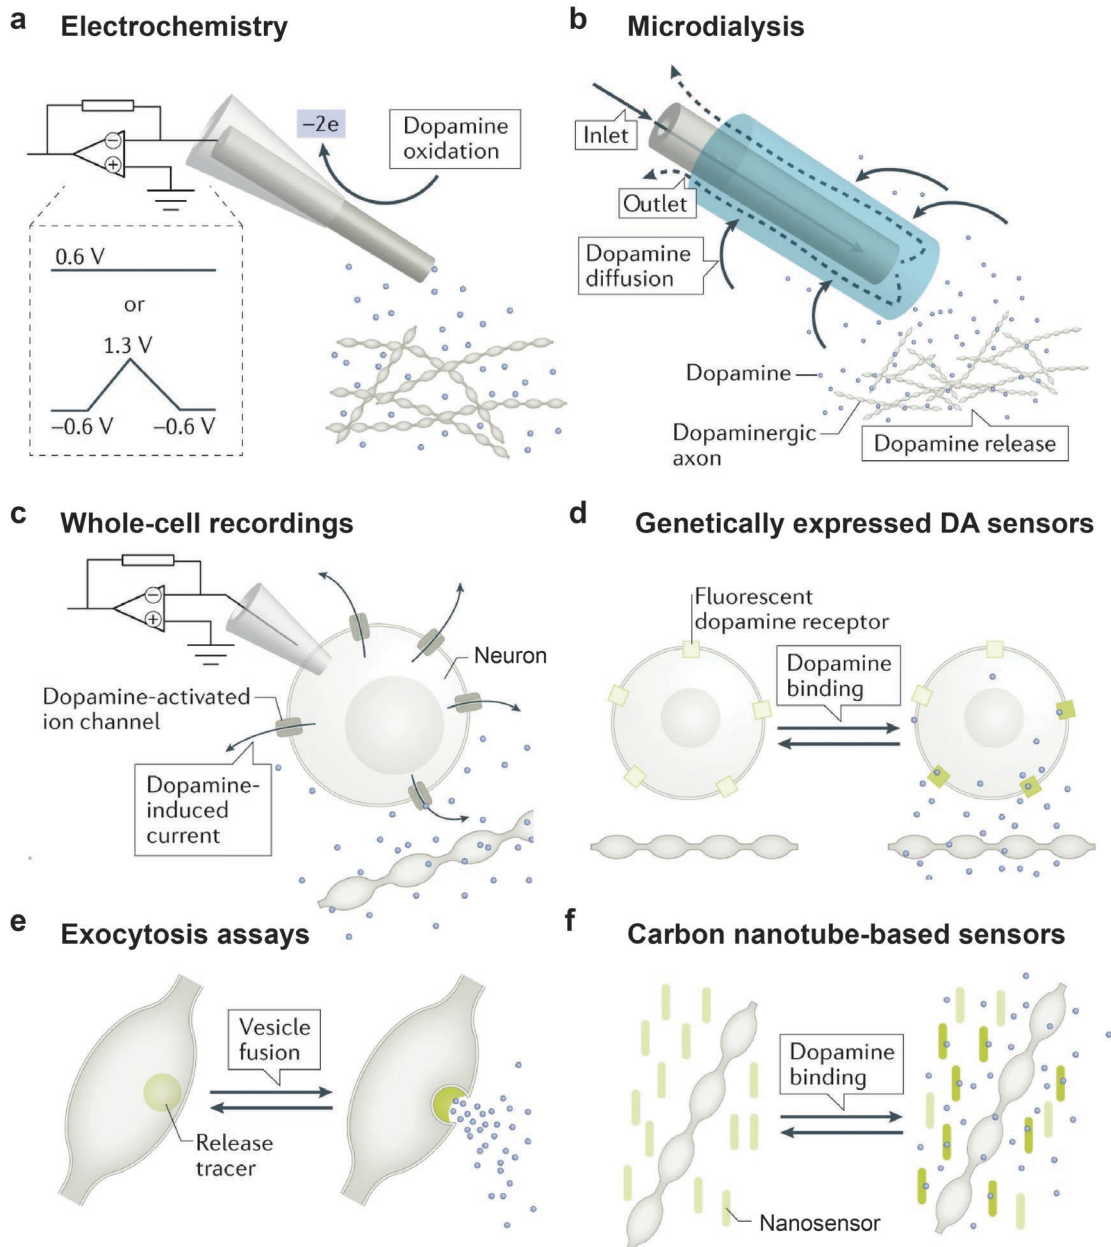 a Electrochemistry
–2e
Dopamine
oxidation
0.6 V
or
1.3 V
–0.6 V –0.6 V
b Microdialysis
Inlet
Outlet
Dopamine
diffusion
Dopamine
Dopaminergic
axon
Dopamine release
c Whole-cell recordings
Neuron
Dopamine-activated
ion channel
Dopamine-
induced
current
d Genetically expressed DA sensors
Fluorescent
dopamine receptor
Dopamine
binding
e Exocytosis assays
Vesicle
fusion
Release
tracer
f Carbon nanotube-based sensors
Dopamine
binding
Nanosensor